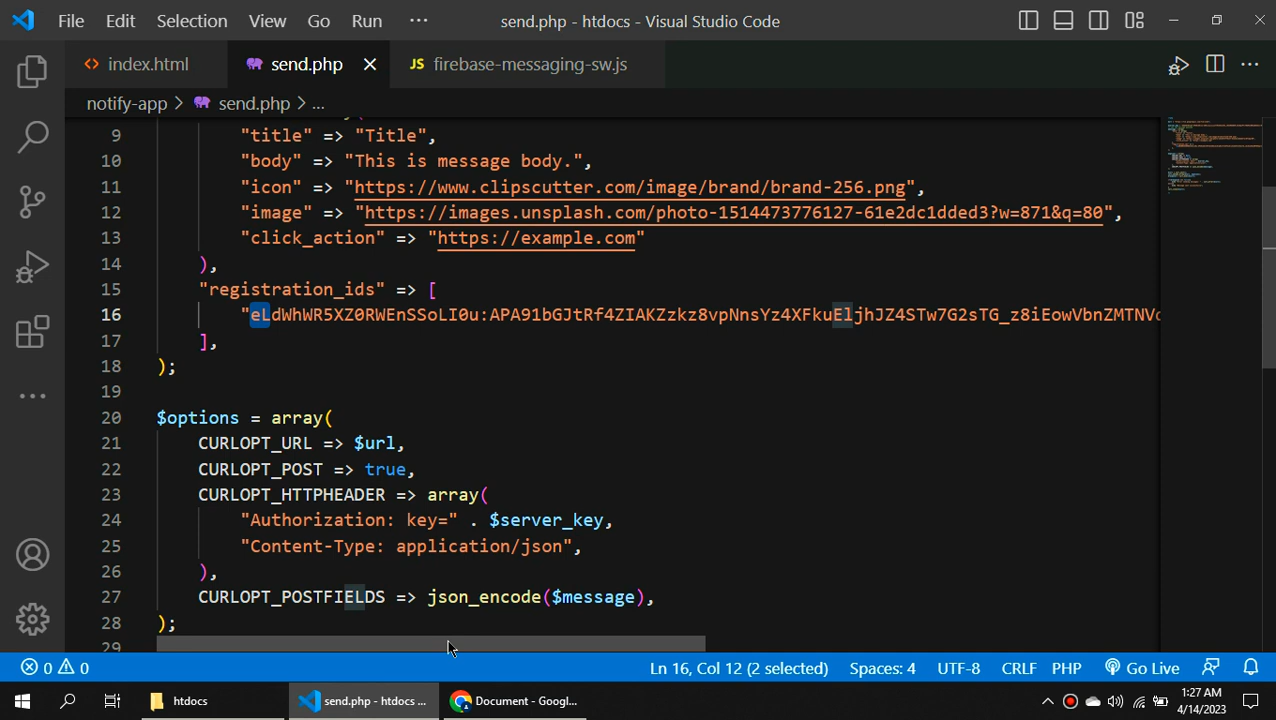 File Edit Selection View Go Run ··· send.php - htdocs - Visual Studio Code
index.html send.php JS firebase-messaging-sw.js
notify-app > send.php > ...
9 "title" => "Title",
10 "body" => "This is message body.",
11 "icon" => "https://www.clipscutter.com/image/brand/brand-256.png",
12 "image" => "https://images.unsplash.com/photo-1514473776127-61e2dc1dded3?w=871&q=80",
13 "click_action" => "https://example.com"
14 ),
15 "registration_ids" => [
16 "eLdWhWR5XZ0RWEnSSoLI0u:APA91bGJtRf4ZIAKZzkz8vpNnsYz4XFkuEljhJZ4STw7G2sTG_z8iEowVbnZMTNVc
17 ],
18 );
19
20 $options = array(
21 CURLOPT_URL => $url,
22 CURLOPT_POST => true,
23 CURLOPT_HTTPHEADER => array(
24 "Authorization: key=" . $server_key,
25 "Content-Type: application/json",
26 ),
27 CURLOPT_POSTFIELDS => json_encode($message),
28 );
29
0 0 Ln 16, Col 12 (2 selected) Spaces: 4 UTF-8 CRLF PHP Go Live
htdocs send.php - htdocs ... Document - Googl...
1:27 AM
4/14/2023